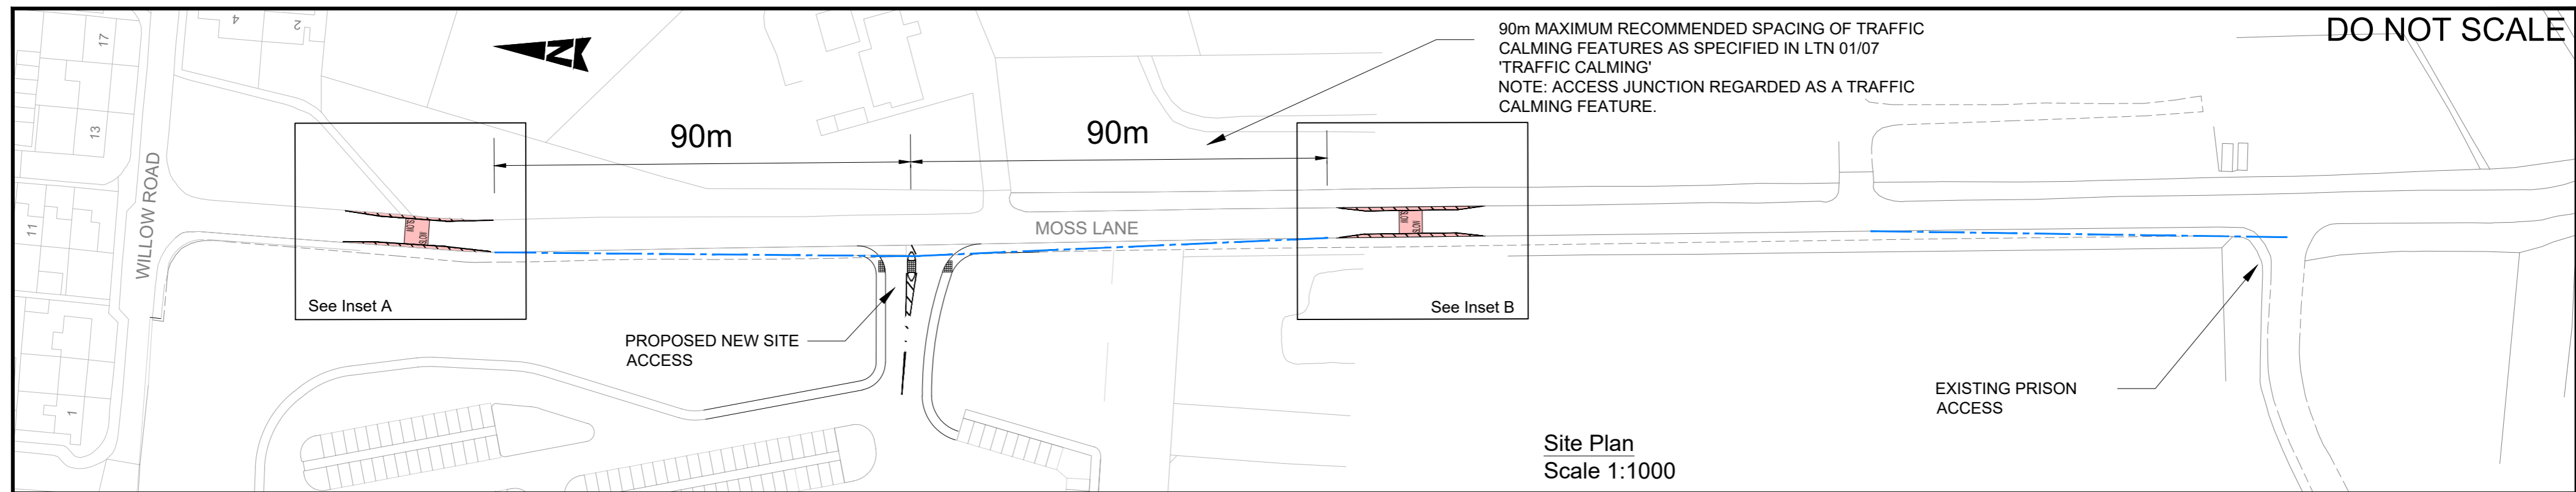 DO NOT SCALE
90m MAXIMUM RECOMMENDED SPACING OF TRAFFIC
CALMING FEATURES AS SPECIFIED IN LTN 01/07
'TRAFFIC CALMING'
NOTE: ACCESS JUNCTION REGARDED AS A TRAFFIC
CALMING FEATURE.
17
4
2
N
13
90m
90m
WILLOW ROAD
11
SLOW
SLOW
MOSS LANE
See Inset A
See Inset B
PROPOSED NEW SITE
ACCESS
EXISTING PRISON
ACCESS
1
Site Plan
Scale 1:1000